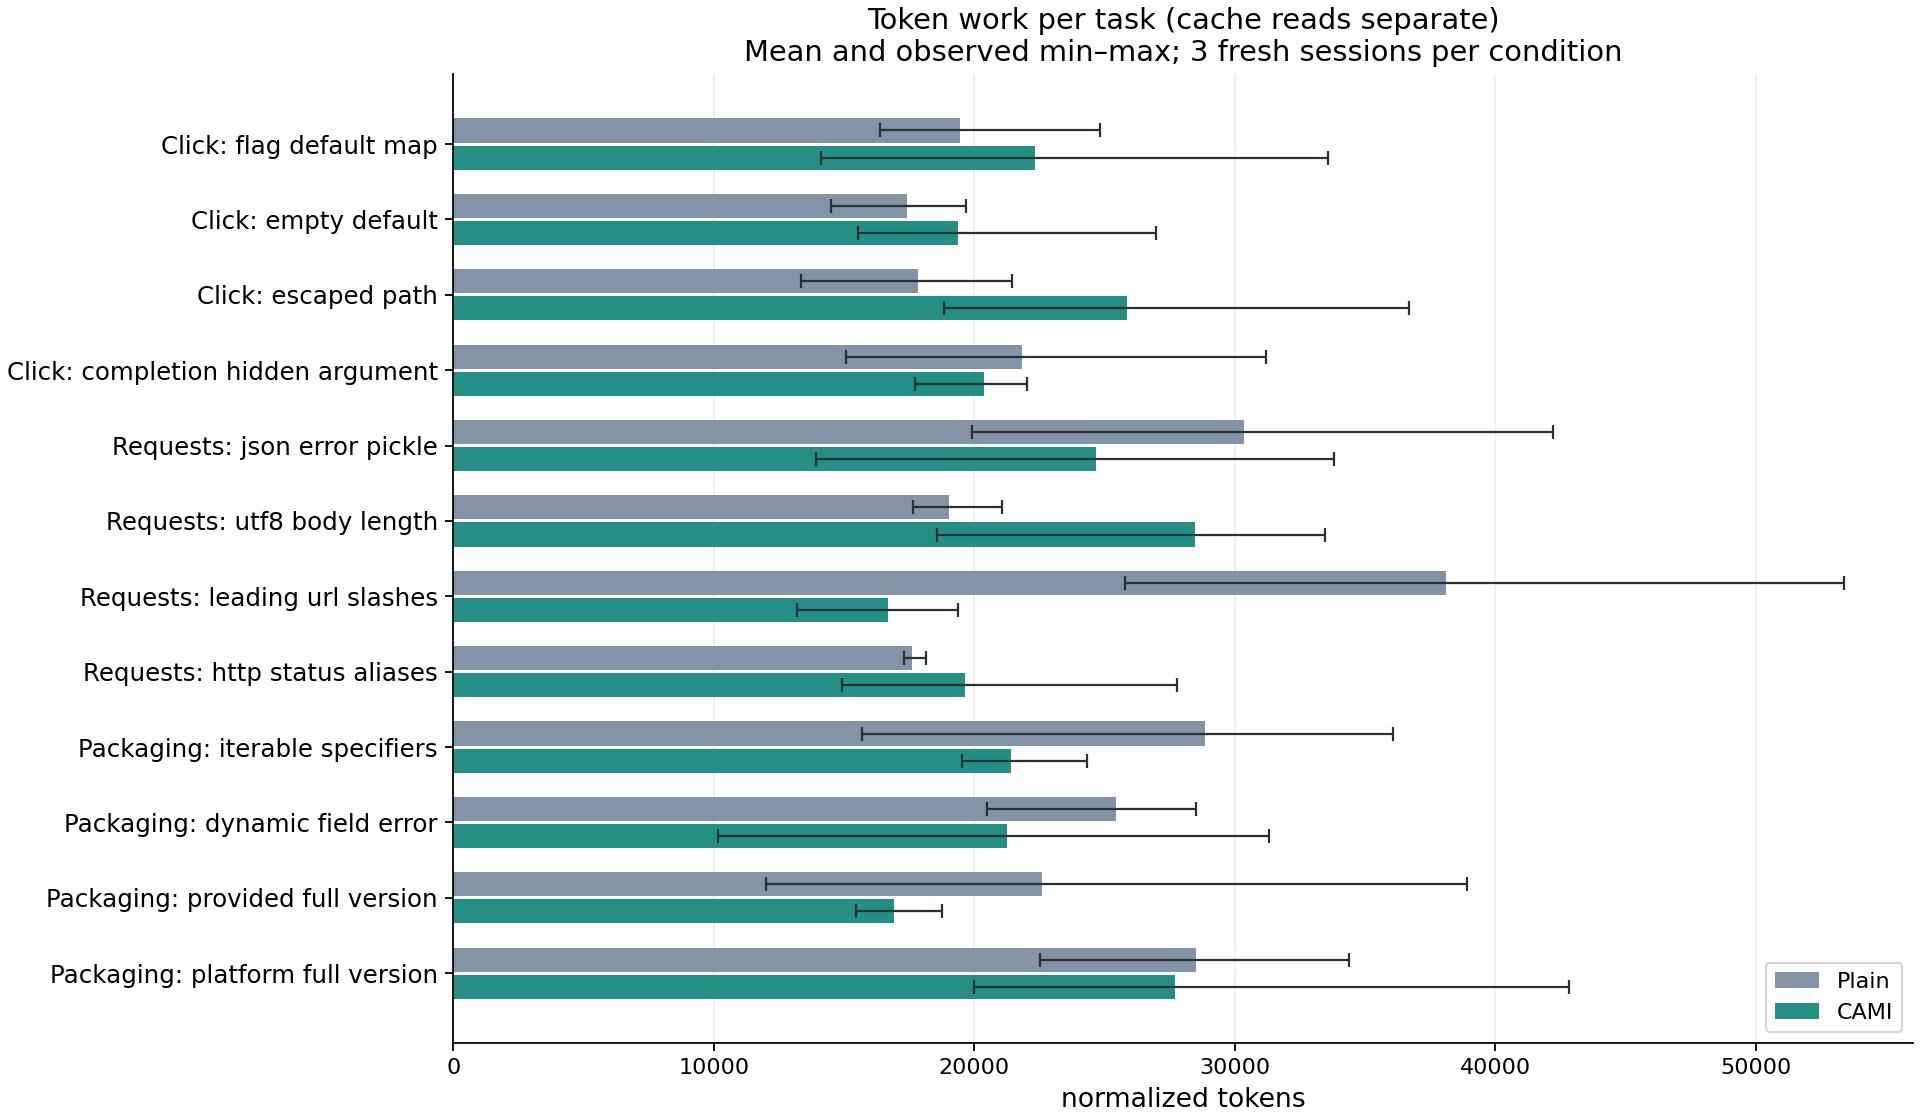 Token work per task (cache reads separate)
Mean and observed min–max; 3 fresh sessions per condition
Click: flag default map
Click: empty default
Click: escaped path
Click: completion hidden argument
Requests: json error pickle
Requests: utf8 body length
Requests: leading url slashes
Requests: http status aliases
Packaging: iterable specifiers
Packaging: dynamic field error
Packaging: provided full version
Packaging: platform full version
Plain
CAMI
0 10000 20000 30000 40000 50000
normalized tokens